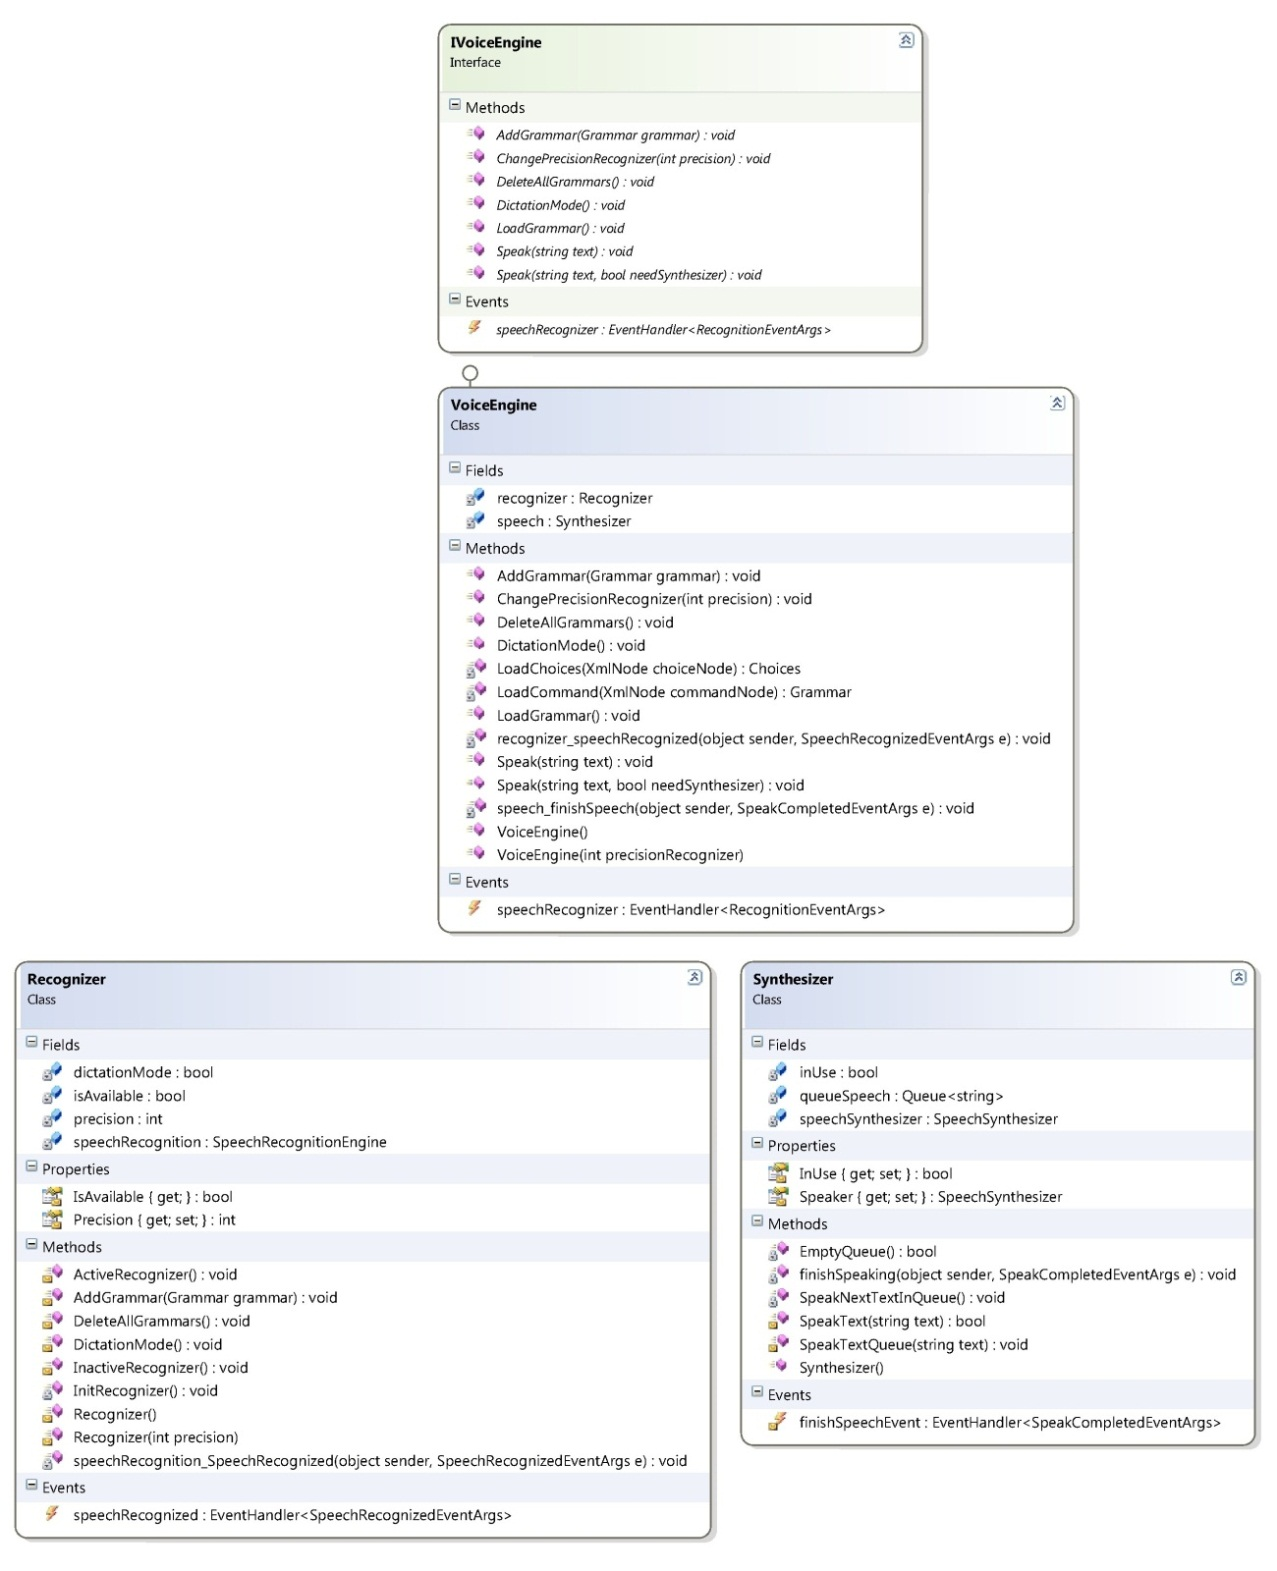 IVoiceEngine
Interface
Methods
AddGrammar(Grammar grammar) : void
ChangePrecisionRecognizer(int precision) : void
DeleteAllGrammars() : void
DictationMode() : void
LoadGrammar() : void
Speak(string text) : void
Speak(string text, bool needSynthesizer) : void
Events
speechRecognizer : EventHandler<RecognitionEventArgs>
VoiceEngine
Class
Fields
recognizer : Recognizer
speech : Synthesizer
Methods
AddGrammar(Grammar grammar) : void
ChangePrecisionRecognizer(int precision) : void
DeleteAllGrammars() : void
DictationMode() : void
LoadChoices(XmlNode choiceNode) : Choices
LoadCommand(XmlNode commandNode) : Grammar
LoadGrammar() : void
recognizer_speechRecognized(object sender, SpeechRecognizedEventArgs e) : void
Speak(string text) : void
Speak(string text, bool needSynthesizer) : void
speech_finishSpeech(object sender, SpeakCompletedEventArgs e) : void
VoiceEngine()
VoiceEngine(int precisionRecognizer)
Events
speechRecognizer : EventHandler<RecognitionEventArgs>
Recognizer
Class
Fields
dictationMode : bool
isAvailable : bool
precision : int
speechRecognition : SpeechRecognitionEngine
Properties
IsAvailable { get; } : bool
Precision { get; set; } : int
Methods
ActiveRecognizer() : void
AddGrammar(Grammar grammar) : void
DeleteAllGrammars() : void
DictationMode() : void
InactiveRecognizer() : void
InitRecognizer() : void
Recognizer()
Recognizer(int precision)
speechRecognition_SpeechRecognized(object sender, SpeechRecognizedEventArgs e) : void
Events
speechRecognized : EventHandler<SpeechRecognizedEventArgs>
Synthesizer
Class
Fields
inUse : bool
queueSpeech : Queue<string>
speechSynthesizer : SpeechSynthesizer
Properties
InUse { get; set; } : bool
Speaker { get; set; } : SpeechSynthesizer
Methods
EmptyQueue() : bool
finishSpeaking(object sender, SpeakCompletedEventArgs e) : void
SpeakNextTextInQueue() : void
SpeakText(string text) : bool
SpeakTextQueue(string text) : void
Synthesizer()
Events
finishSpeechEvent : EventHandler<SpeakCompletedEventArgs>